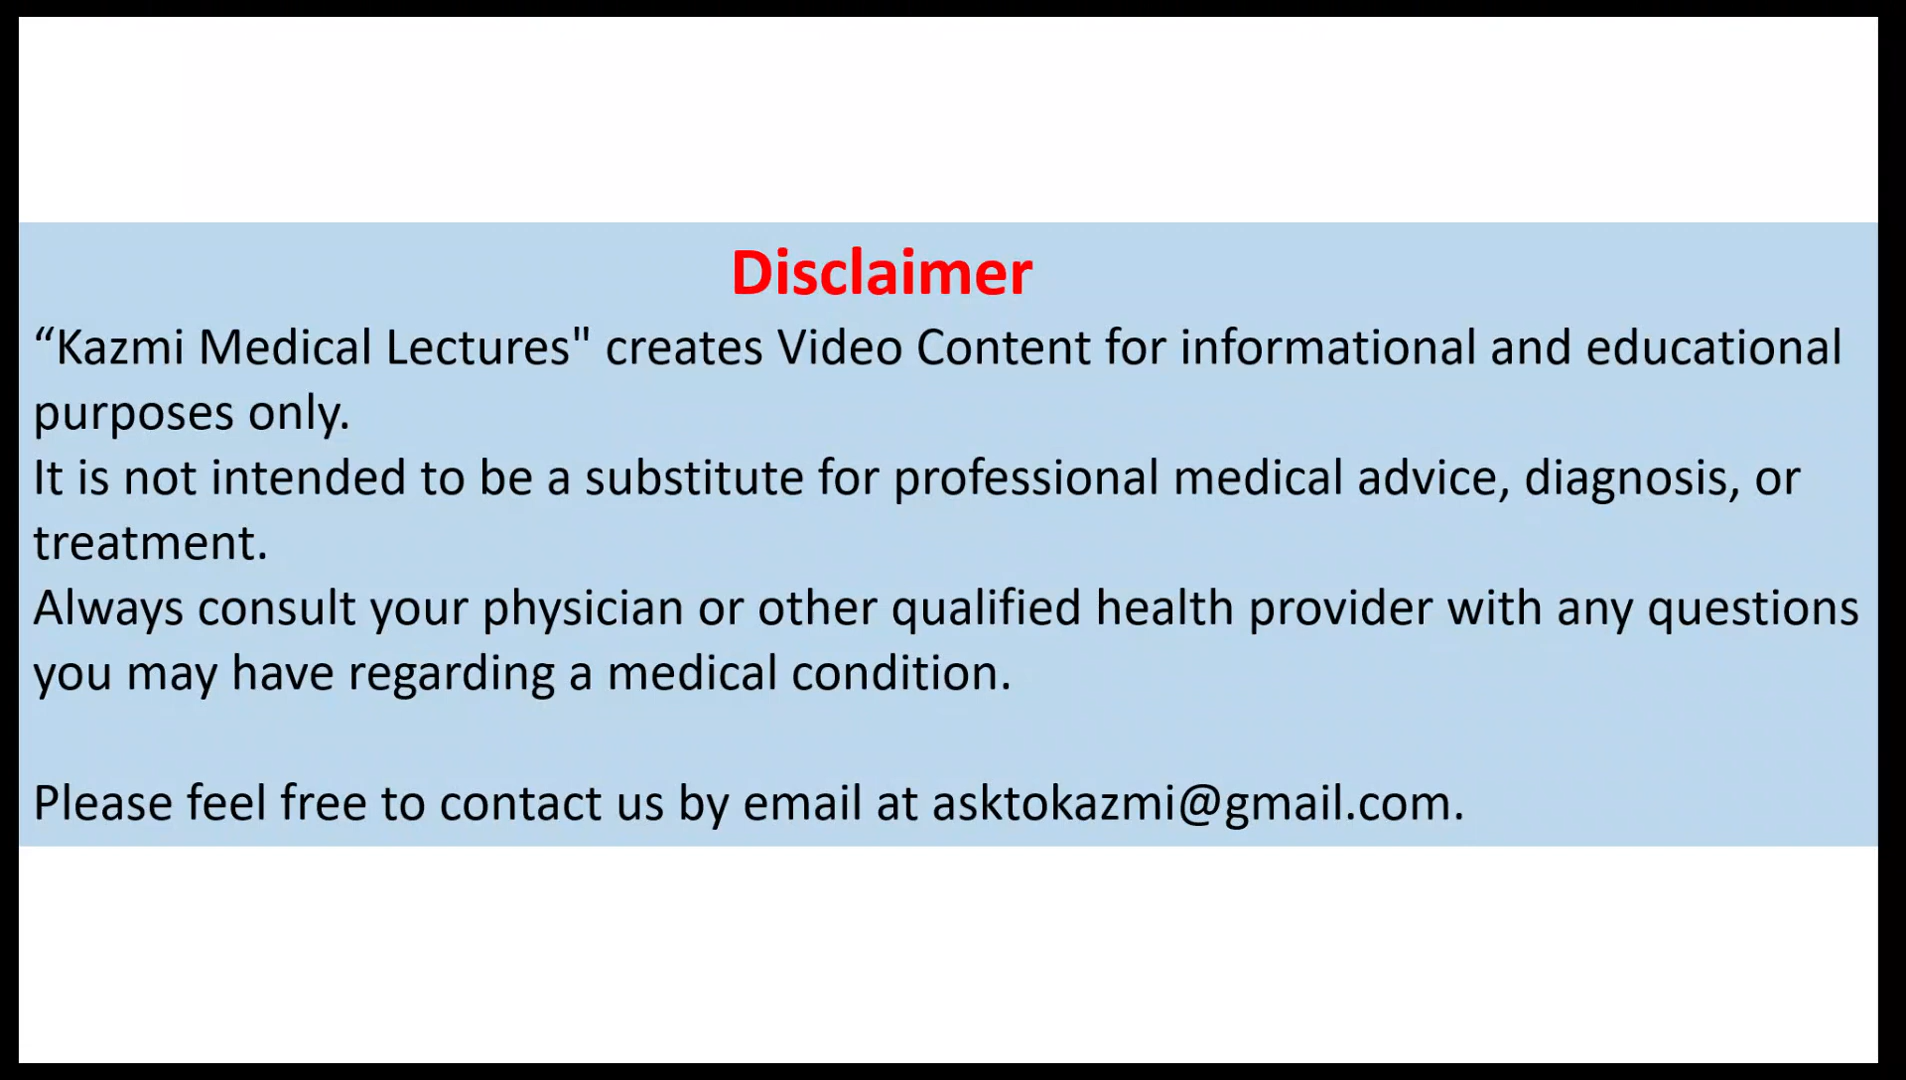 Disclaimer
“Kazmi Medical Lectures" creates Video Content for informational and educational
purposes only.
It is not intended to be a substitute for professional medical advice, diagnosis, or
treatment.
Always consult your physician or other qualified health provider with any questions
you may have regarding a medical condition.
Please feel free to contact us by email at asktokazmi@gmail.com.